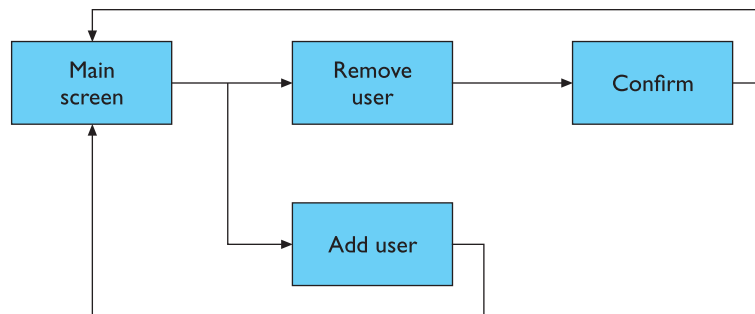 Main
screen
Remove
user
Confirm
Add user